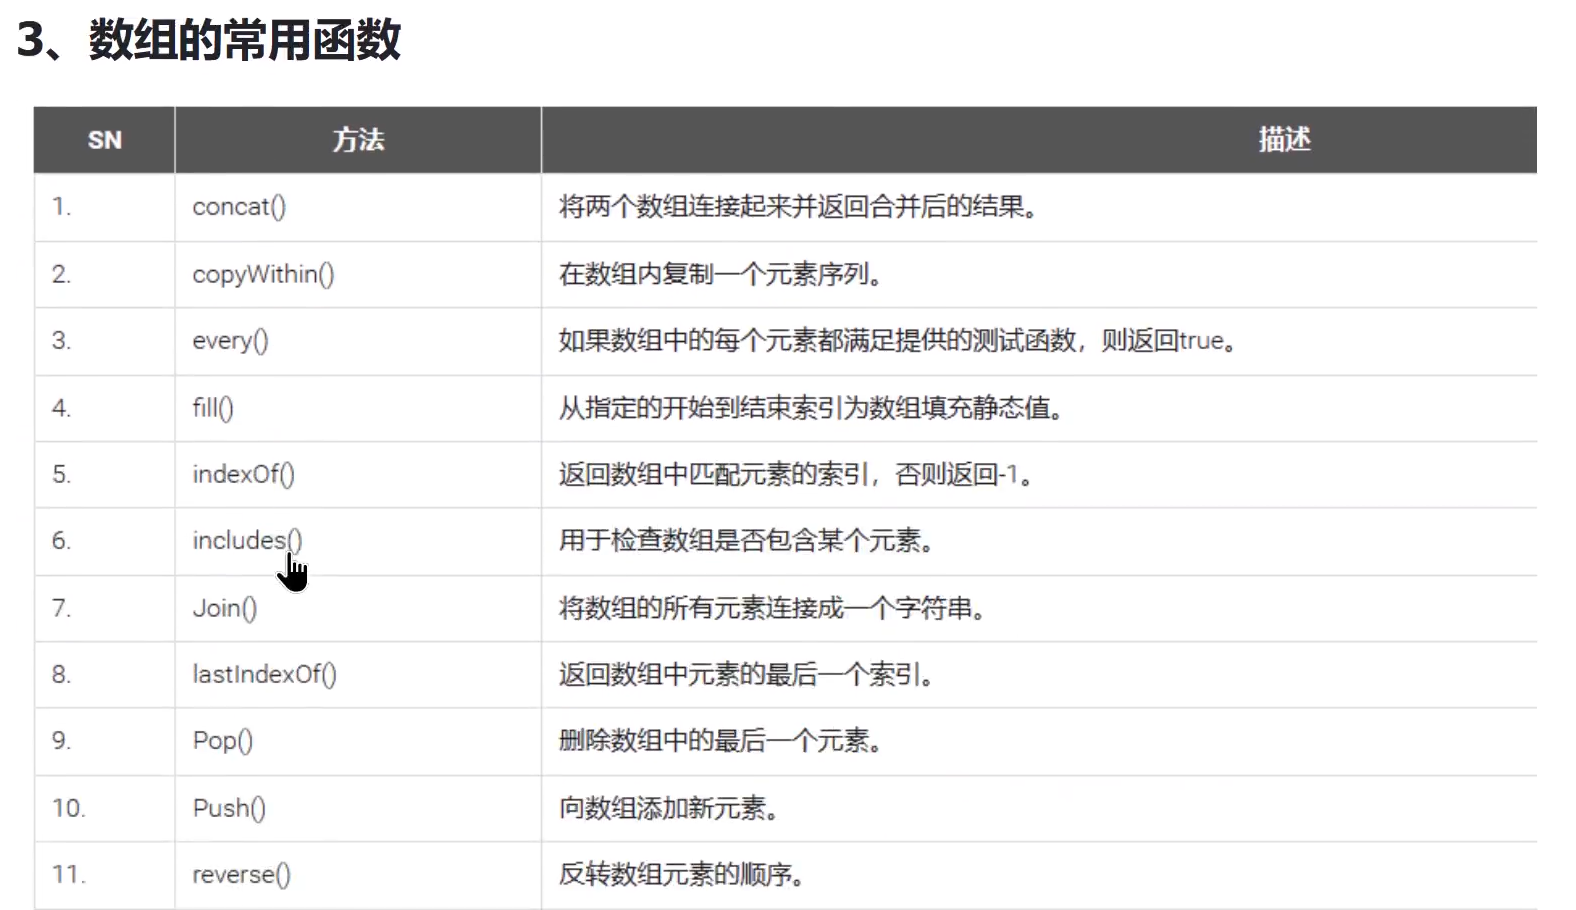 3、数组的常用函数
SN 方法 描述
1. concat() 将两个数组连接起来并返回合并后的结果。
2. copyWithin() 在数组内复制一个元素序列。
3. every() 如果数组中的每个元素都满足提供的测试函数，则返回true。
4. fill() 从指定的开始到结束索引为数组填充静态值。
5. indexOf() 返回数组中匹配元素的索引，否则返回-1。
6. includes() 用于检查数组是否包含某个元素。
7. Join() 将数组的所有元素连接成一个字符串。
8. lastIndexOf() 返回数组中元素的最后一个索引。
9. Pop() 删除数组中的最后一个元素。
10. Push() 向数组添加新元素。
11. reverse() 反转数组元素的顺序。